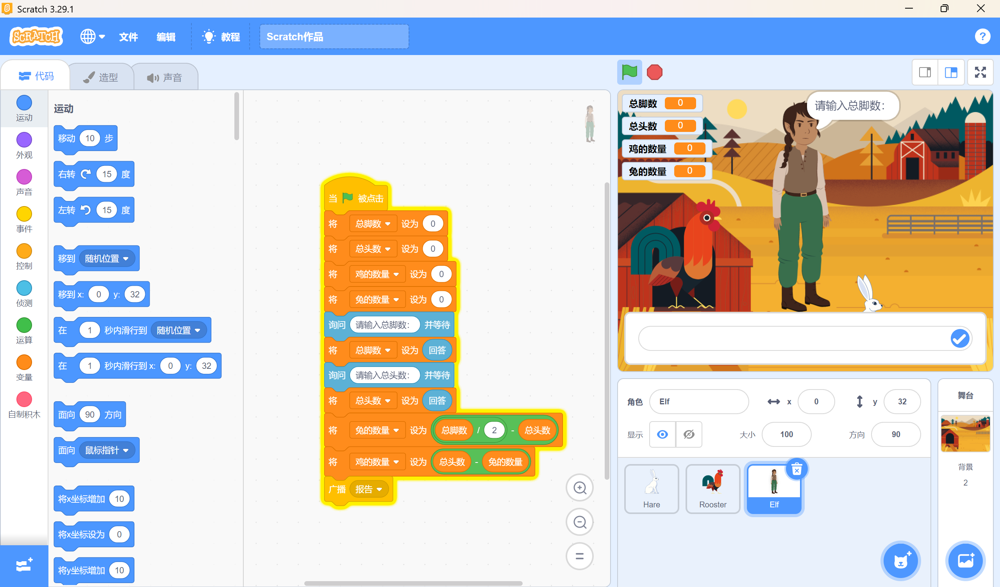 Scratch 3.29.1
SCRATCH
文件
编辑
教程
Scratch作品
?
代码
造型
声音
运动
外观
声音
事件
控制
侦测
运算
变量
自制积木
运动
移动 10 步
右转 15 度
左转 15 度
移到 随机位置
移到 x: 0 y: 32
在 1 秒内滑行到 随机位置
在 1 秒内滑行到 x: 0 y: 32
面向 90 方向
面向 鼠标指针
将x坐标增加 10
将x坐标设为 0
将y坐标增加 10
当 被点击
将 总脚数 设为 0
将 总头数 设为 0
将 鸡的数量 设为 0
将 兔的数量 设为 0
询问 请输入总脚数： 并等待
将 总脚数 设为 回答
询问 请输入总头数： 并等待
将 总头数 设为 回答
将 兔的数量 设为 总脚数 / 2 - 总头数
将 鸡的数量 设为 总头数 - 兔的数量
广播 报告
总脚数 0
总头数 0
鸡的数量 0
兔的数量 0
请输入总脚数：
角色 Elf x 0 y 32
显示 大小 100 方向 90
Hare
Rooster
Elf
舞台
背景
2